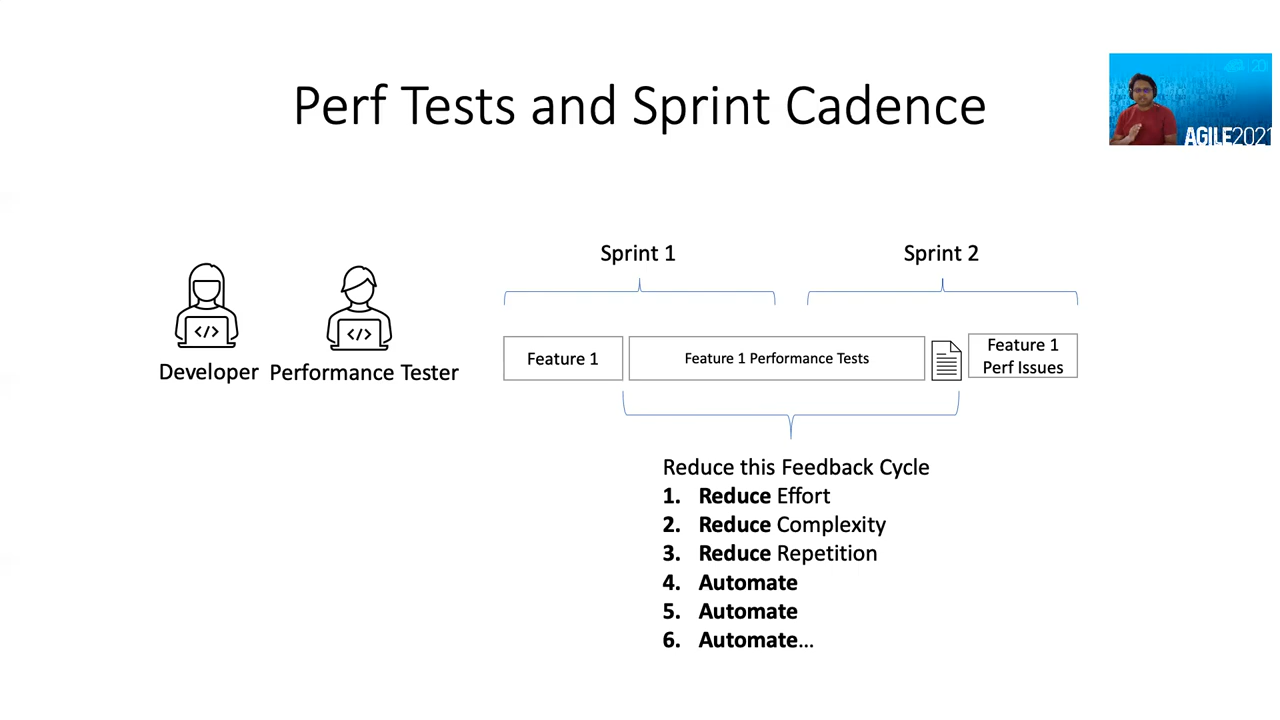 Perf Tests and Sprint Cadence
AGILE2021
Sprint 1
Sprint 2
</>
</>
Developer
Performance Tester
Feature 1
Feature 1 Performance Tests
Feature 1
Perf Issues
Reduce this Feedback Cycle
1. Reduce Effort
2. Reduce Complexity
3. Reduce Repetition
4. Automate
5. Automate
6. Automate...